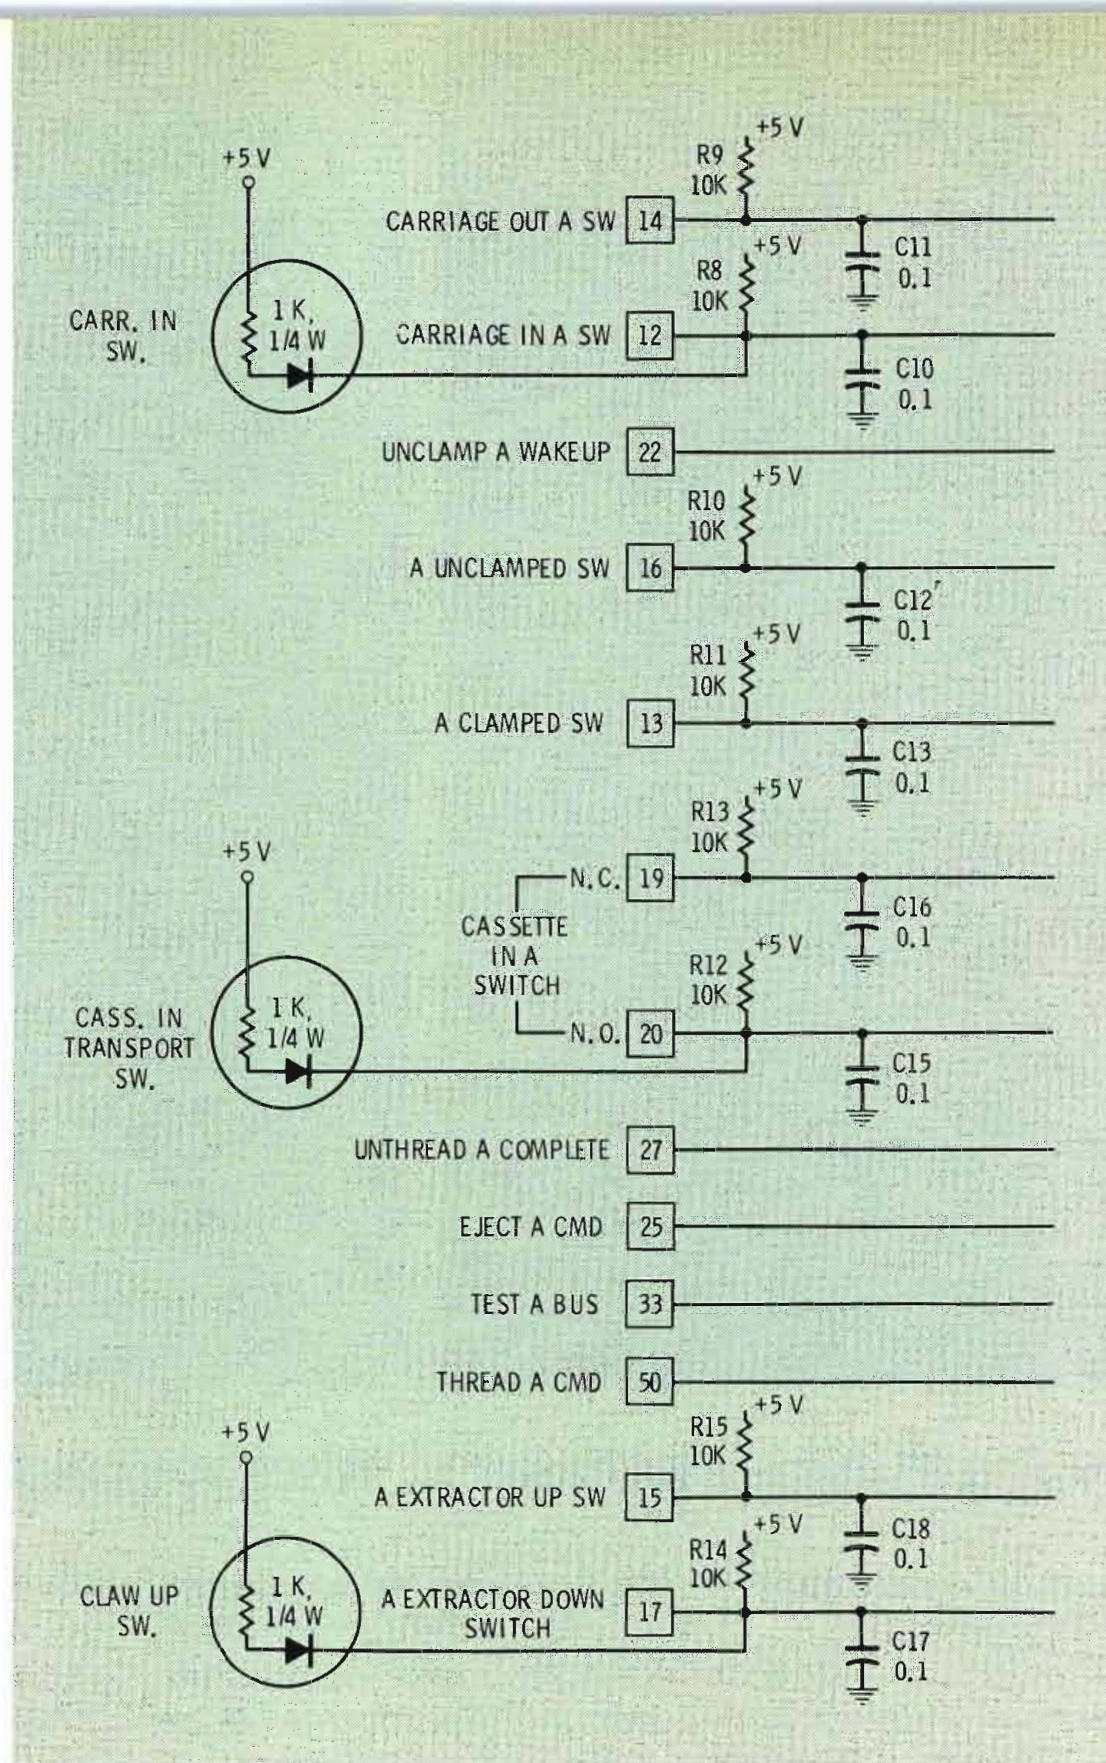 +5 V
R9
10K
+5 V
CARRIAGE OUT A SW 14
C11
0.1
+5 V
R8
10K
CARR. IN
SW.
1 K,
1/4 W
CARRIAGE IN A SW 12
C10
0.1
UNCLAMP A WAKEUP 22
+5 V
R10
10K
A UNCLAMPED SW 16
C12
0.1
+5 V
R11
10K
A CLAMPED SW 13
C13
0.1
+5 V
R13
10K
+5 V
N.C. 19
CASSETTE
IN A
SWITCH
C16
0.1
+5 V
R12
10K
N.O. 20
CASS. IN
TRANSPORT
SW.
1 K,
1/4 W
C15
0.1
UNTHREAD A COMPLETE 27
EJECT A CMD 25
TEST A BUS 33
THREAD A CMD 50
+5 V
R15
10K
+5 V
A EXTRACTOR UP SW 15
C18
0.1
+5 V
R14
10K
CLAW UP
SW.
1 K,
1/4 W
A EXTRACTOR DOWN
SWITCH
17
C17
0.1